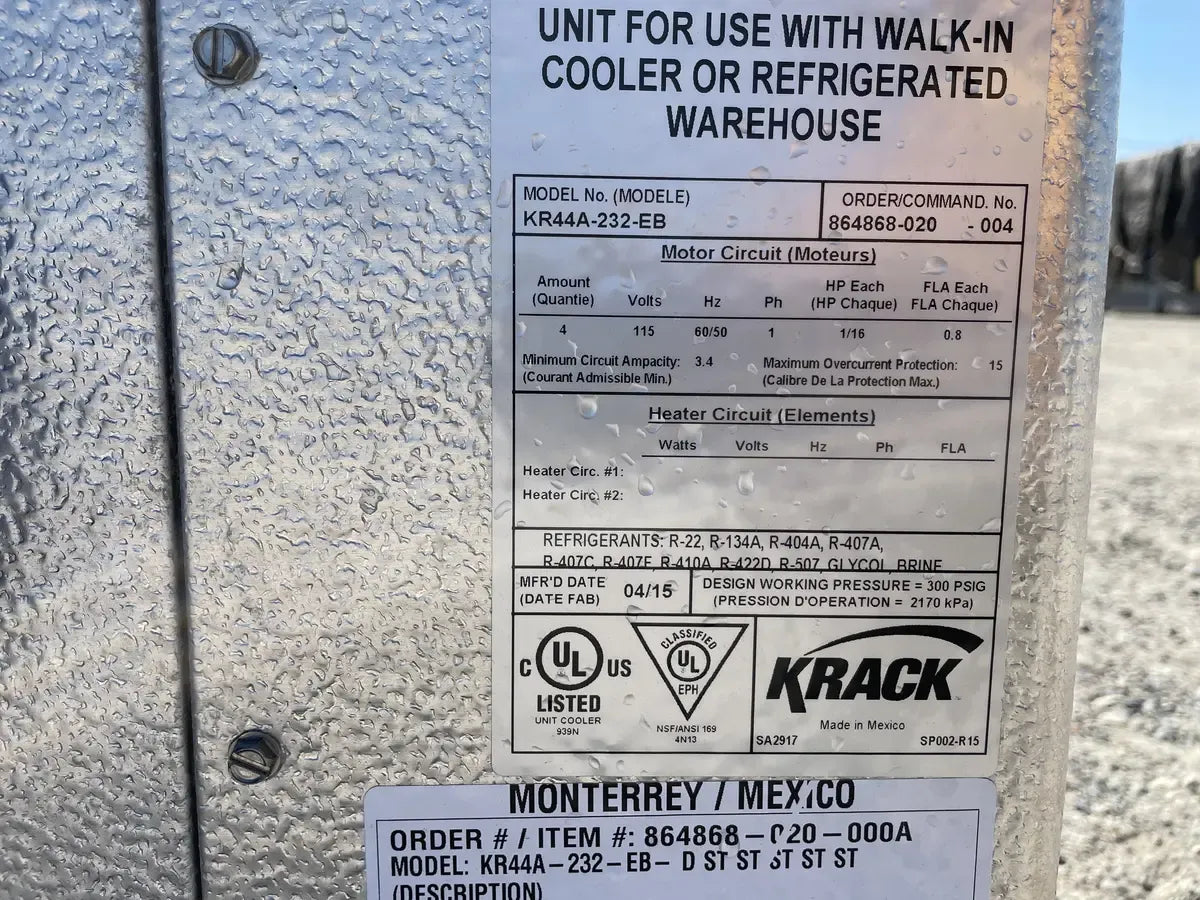 UNIT FOR USE WITH WALK-IN
COOLER OR REFRIGERATED
WAREHOUSE
MODEL No. (MODELE)
KR44A-232-EB
ORDER/COMMAND. No.
864868-020 - 004
Motor Circuit (Moteurs)
Amount (Quantie) Volts Hz Ph HP Each (HP Chaque) FLA Each FLA Chaque)
4 115 60/50 1 1/16 0.8
Minimum Circuit Ampacity: 3.4
(Courant Admissible Min.)
Maximum Overcurrent Protection: 15
(Calibre De La Protection Max.)
Heater Circuit (Elements)
Watts Volts Hz Ph FLA
Heater Circ. #1:
Heater Circ. #2:
REFRIGERANTS: R-22, R-134A, R-404A, R-407A,
R-407C, R-407F, R-410A, R-422D, R-507, GLYCOL, BRINE
MFR'D DATE
(DATE FAB)
04/15
DESIGN WORKING PRESSURE = 300 PSIG
(PRESSION D'OPERATION = 2170 kPa)
C UL US
LISTED
UNIT COOLER
939N
CLASSIFIED
UL
EPH
NSF/ANSI 169
4N13
KRACK
Made in Mexico
SA2917 SP002-R15
MONTERREY / MEXICO
ORDER # / ITEM #: 864868-020-000A
MODEL: KR44A-232-EB- D ST ST ST ST ST
(DESCRIPTION)